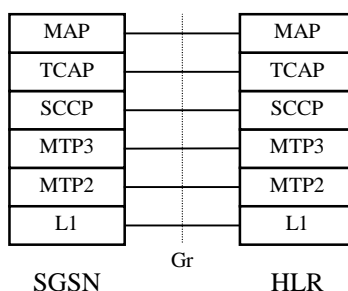 MAP MAP
TCAP TCAP
SCCP SCCP
MTP3 MTP3
MTP2 MTP2
L1 L1
Gr
SGSN HLR